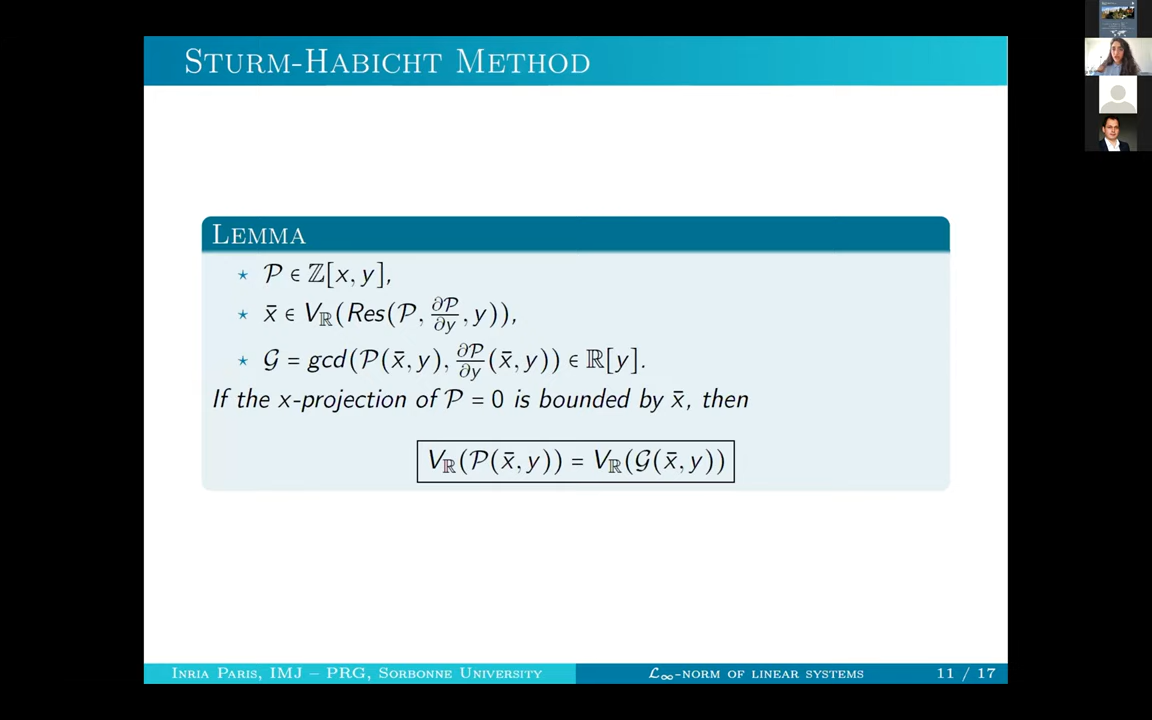 STURM-HABICHT METHOD
LEMMA
⋆ 𝒫 ∈ ℤ[x, y],
⋆ x̄ ∈ V_ℝ(Res(𝒫, ∂𝒫/∂y, y)),
⋆ 𝒢 = gcd(𝒫(x̄, y), ∂𝒫/∂y(x̄, y)) ∈ ℝ[y].
If the x-projection of 𝒫 = 0 is bounded by x̄, then
V_ℝ(𝒫(x̄, y)) = V_ℝ(𝒢(x̄, y))
INRIA PARIS, IMJ – PRG, SORBONNE UNIVERSITY
ℒ∞-NORM OF LINEAR SYSTEMS
11 / 17